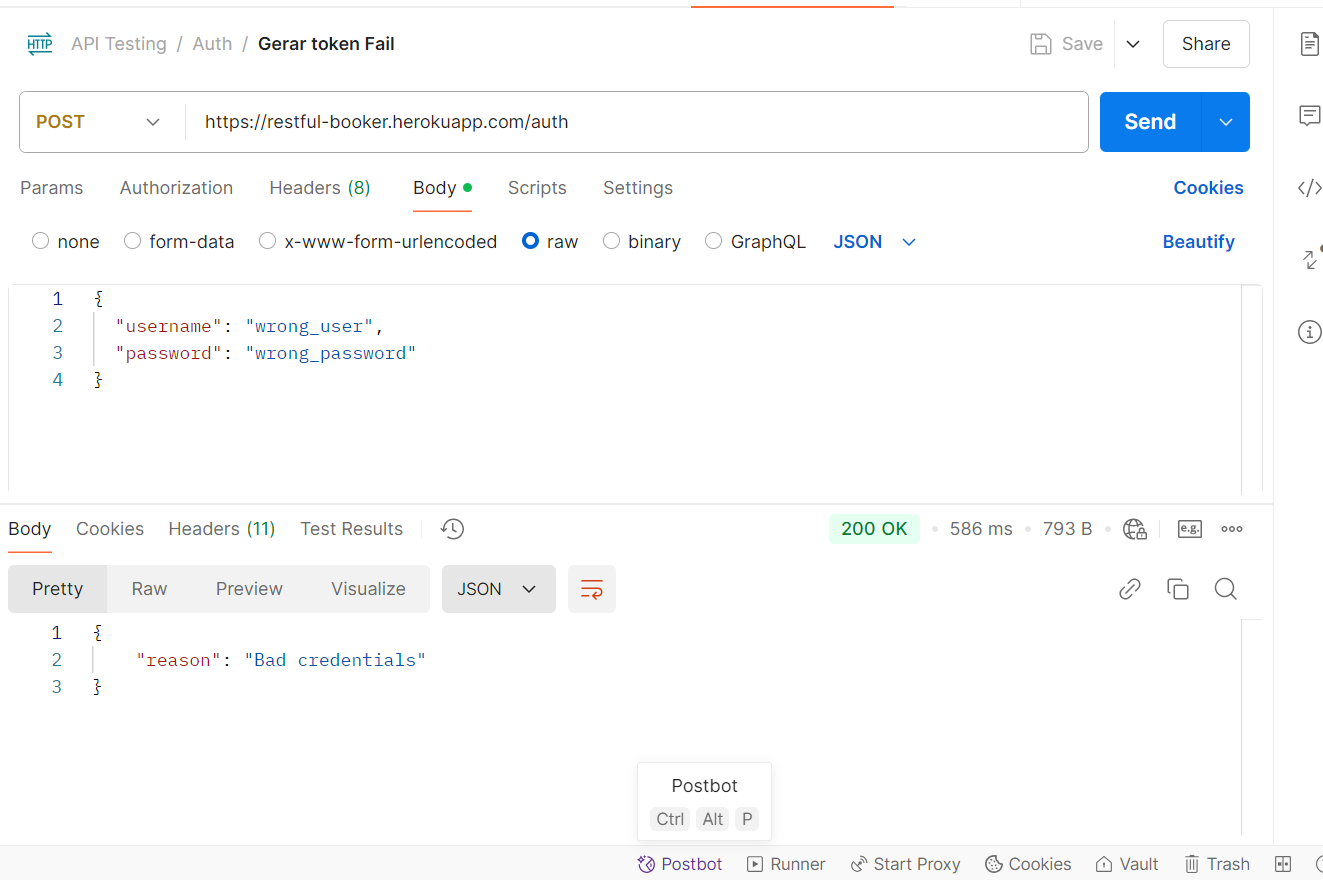 HTTP API Testing / Auth / Gerar token Fail Save Share
POST https://restful-booker.herokuapp.com/auth Send
Params Authorization Headers (8) Body Scripts Settings Cookies
none form-data x-www-form-urlencoded raw binary GraphQL JSON Beautify
1 {
2 "username": "wrong_user",
3 "password": "wrong_password"
4 }
Body Cookies Headers (11) Test Results 200 OK 586 ms 793 B e.g.
Pretty Raw Preview Visualize JSON
1 {
2 "reason": "Bad credentials"
3 }
Postbot
Ctrl Alt P
Postbot Runner Start Proxy Cookies Vault Trash